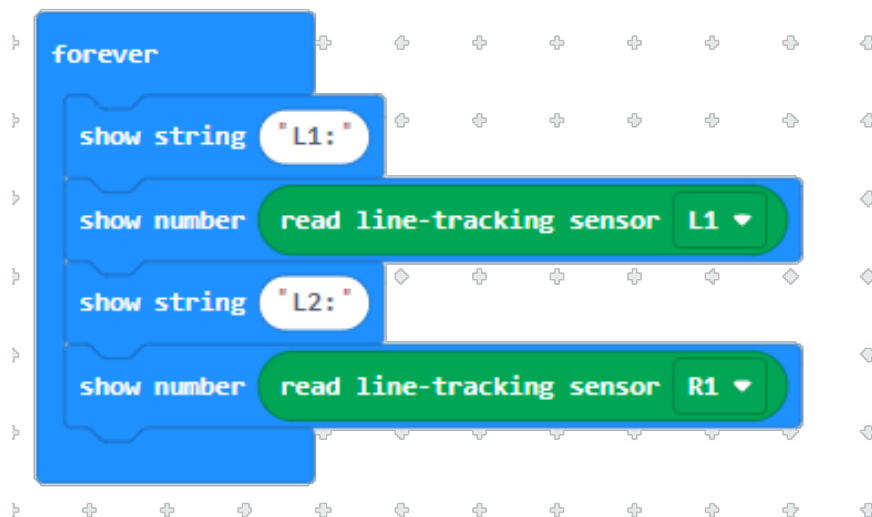 forever
show string "L1:"
show number read line-tracking sensor L1
show string "L2:"
show number read line-tracking sensor R1